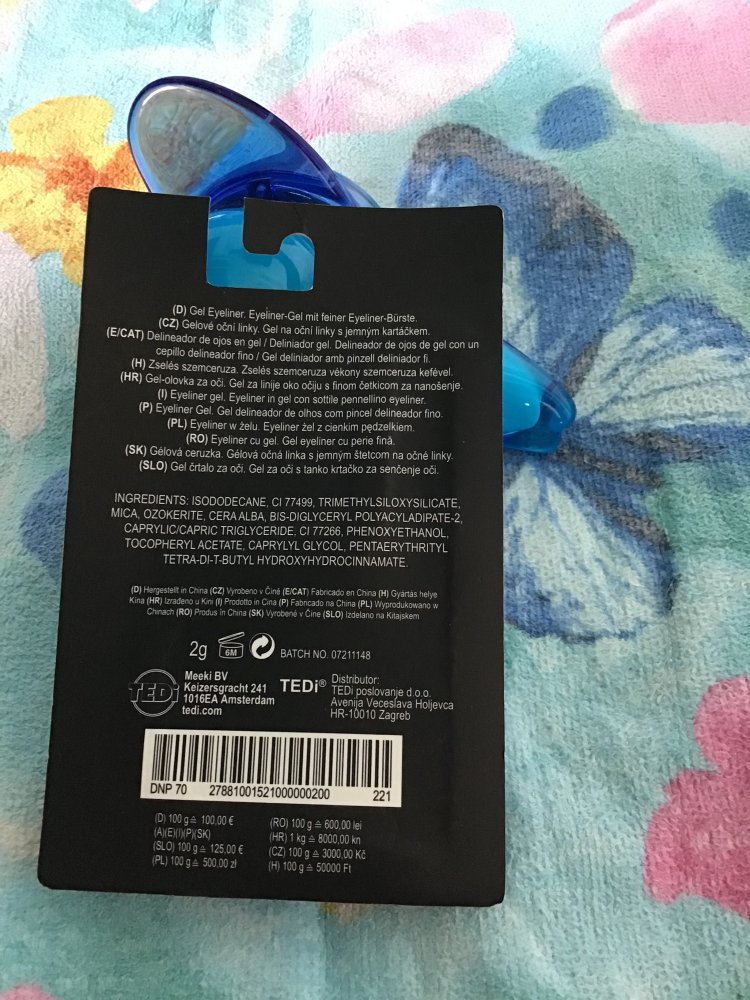 (D) Gel Eyeliner. Eyeliner-Gel mit feiner Eyeliner-Bürste.
(CZ) Gelové oční linky. Gel na oční linky s jemným kartáčkem.
(E/CAT) Delineador de ojos en gel / Deliniador gel. Delineador de ojos de gel con un
cepillo delineador fino / Gel deliniador amb pinzell deliniador fi.
(H) Zselés szemceruza. Zselés szemceruza vékony szemceruza kefével.
(HR) Gel-olovka za oči. Gel za linije oko očiju s finom četkicom za nanošenje.
(I) Eyeliner gel. Eyeliner in gel con sottile pennellino eyeliner.
(P) Eyeliner Gel. Gel delineador de olhos com pincel delineador fino.
(PL) Eyeliner w żelu. Eyeliner żel z cienkim pędzelkiem.
(RO) Eyeliner cu gel. Gel eyeliner cu perie fină.
(SK) Gélová ceruzka. Gélová očná linka s jemným štetcom na očné linky.
(SLO) Gel črtalo za oči. Gel za oči s tanko krtačko za senčenje oči.
INGREDIENTS: ISODODECANE, CI 77499, TRIMETHYLSILOXYSILICATE,
MICA, OZOKERITE, CERA ALBA, BIS-DIGLYCERYL POLYACYLADIPATE-2,
CAPRYLIC/CAPRIC TRIGLYCERIDE, CI 77266, PHENOXYETHANOL,
TOCOPHERYL ACETATE, CAPRYLYL GLYCOL, PENTAERYTHRITYL
TETRA-DI-T-BUTYL HYDROXYHYDROCINNAMATE.
(D) Hergestellt in China (CZ) Vyrobeno v Číně (E/CAT) Fabricado en China (H) Gyártás helye
Kína (HR) Izrađeno u Kini (I) Prodotto in Cina (P) Fabricado na China (PL) Wyprodukowano w
Chinach (RO) Produs în China (SK) Vyrobené v Číne (SLO) Izdelano na Kitajskem
2g 6M BATCH NO. 07211148
TEDi
Meeki BV
Keizersgracht 241
1016EA Amsterdam
tedi.com
TEDi®
Distributor:
TEDi poslovanje d.o.o.
Avenija Veceslava Holjevca
HR-10010 Zagreb
DNP 70 27881001521000000200 221
(D) 100 g ≙ 100,00 €
(A)(E)(I)(P)(SK)
(SLO) 100 g ≙ 125,00 €
(PL) 100 g ≙ 500,00 zł
(RO) 100 g ≙ 600,00 lei
(HR) 1 kg ≙ 8000,00 kn
(CZ) 100 g ≙ 3000,00 Kč
(H) 100 g ≙ 50000 Ft